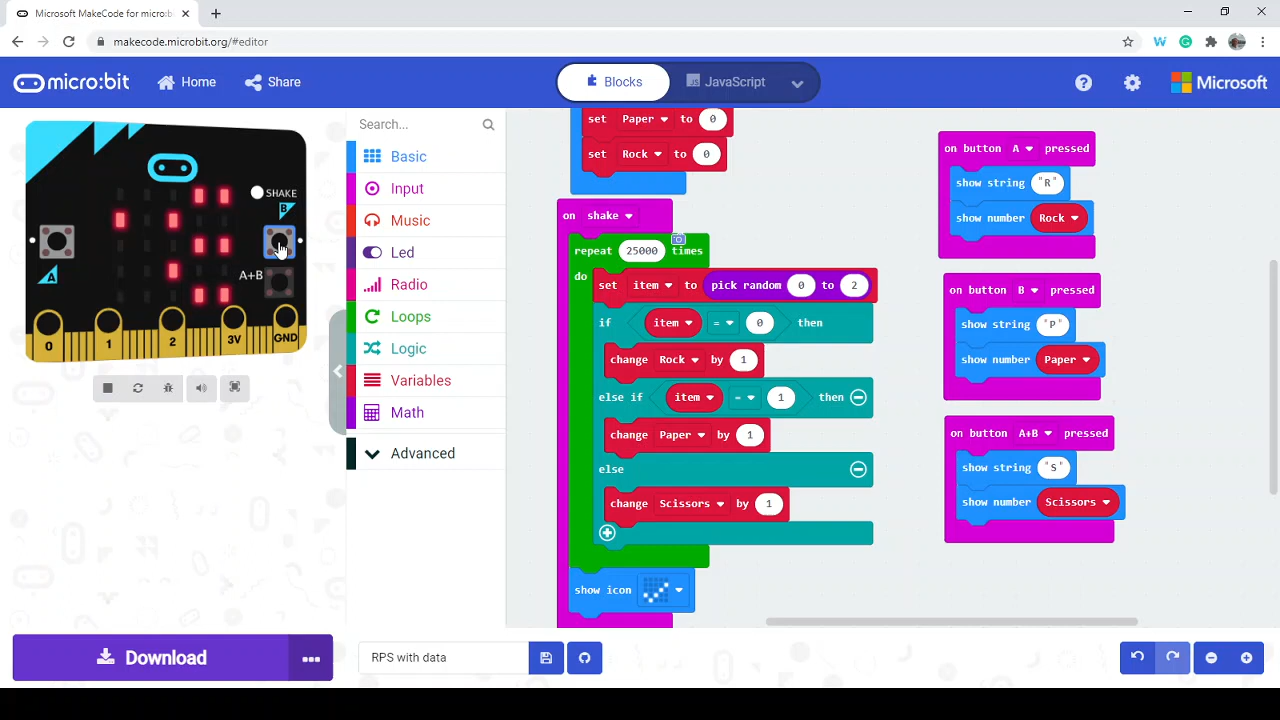 Microsoft MakeCode for micro:b
makecode.microbit.org/#editor
micro:bit
Home
Share
Blocks
JavaScript
Microsoft
SHAKE
B
A
A+B
0
1
2
3V
GND
Search...
Basic
Input
Music
Led
Radio
Loops
Logic
Variables
Math
Advanced
set Paper to 0
set Rock to 0
on shake
repeat 25000 times
do
set item to pick random 0 to 2
if item = 0 then
change Rock by 1
else if item = 1 then
change Paper by 1
else
change Scissors by 1
show icon
on button A pressed
show string "R"
show number Rock
on button B pressed
show string "P"
show number Paper
on button A+B pressed
show string "S"
show number Scissors
Download
RPS with data